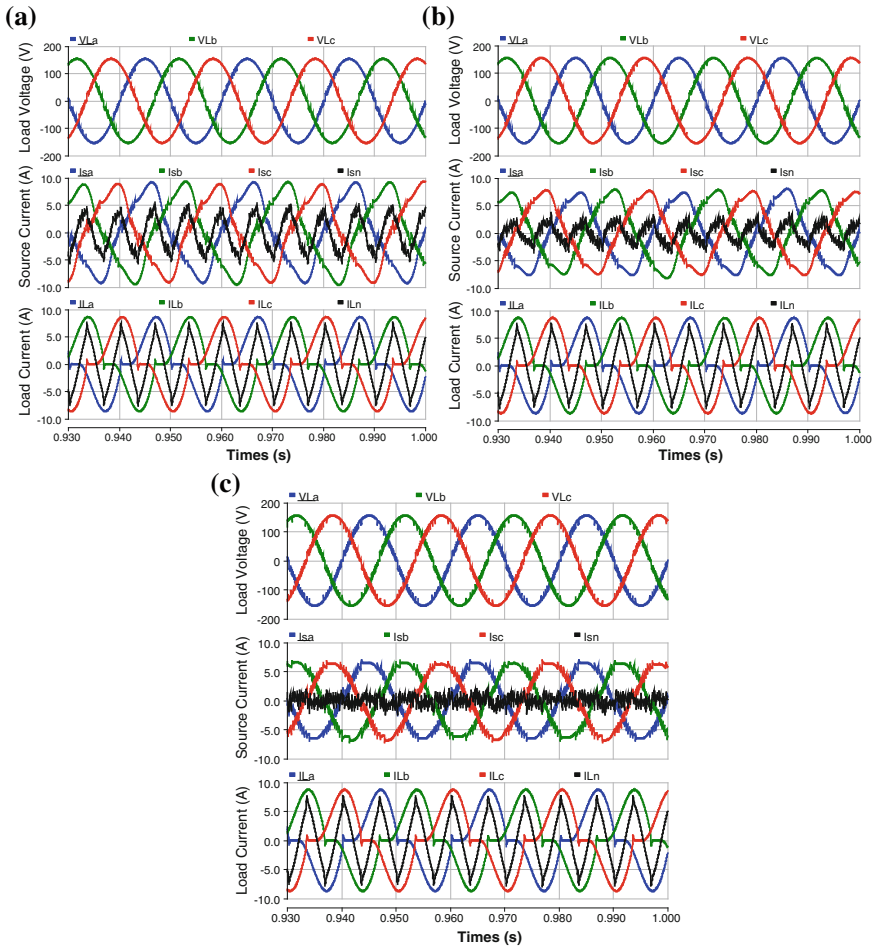 (a)
VLa VLb VLc
Load Voltage (V)
200
100
0
-100
-200
Isa Isb Isc Isn
Source Current (A)
10.0
5.0
0.0
-5.0
-10.0
ILa ILb ILc ILn
Load Current (A)
10.0
5.0
0.0
-5.0
-10.0
0.930 0.940 0.950 0.960 0.970 0.980 0.990 1.000
Times (s)
(b)
VLa VLb VLc
Load Voltage (V)
200
100
0
-100
-200
Isa Isb Isc Isn
Source Current (A)
10.0
5.0
0.0
-5.0
-10.0
ILa ILb ILc ILn
Load Current (A)
10.0
5.0
0.0
-5.0
-10.0
0.930 0.940 0.950 0.960 0.970 0.980 0.990 1.000
Times (s)
(c)
VLa VLb VLc
Load Voltage (V)
200
100
0
-100
-200
Isa Isb Isc Isn
Source Current (A)
10.0
5.0
0.0
-5.0
-10.0
ILa ILb ILc ILn
Load Current (A)
10.0
5.0
0.0
-5.0
-10.0
0.930 0.940 0.950 0.960 0.970 0.980 0.990 1.000
Times (s)